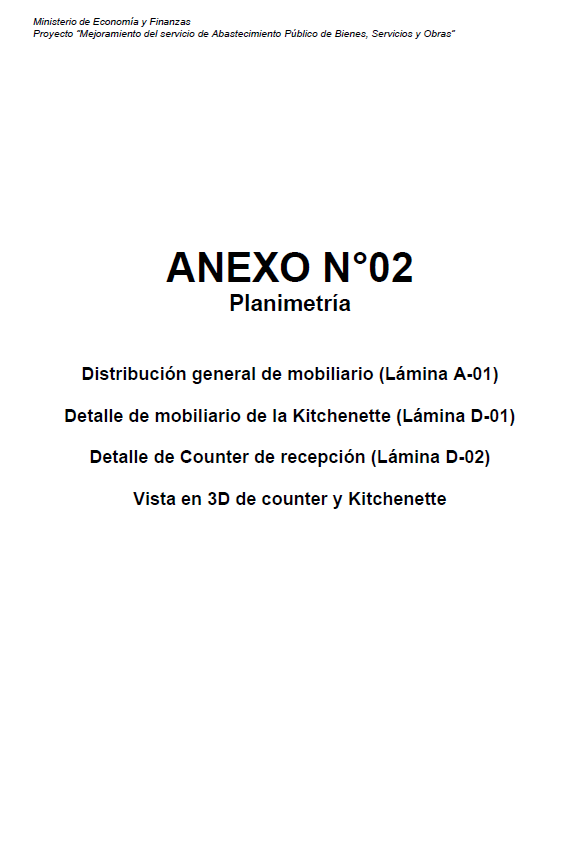 Ministerio de Economía y Finanzas
Proyecto "Mejoramiento del servicio de Abastecimiento Público de Bienes, Servicios y Obras"
ANEXO N°02
Planimetría
Distribución general de mobiliario (Lámina A-01)
Detalle de mobiliario de la Kitchenette (Lámina D-01)
Detalle de Counter de recepción (Lámina D-02)
Vista en 3D de counter y Kitchenette